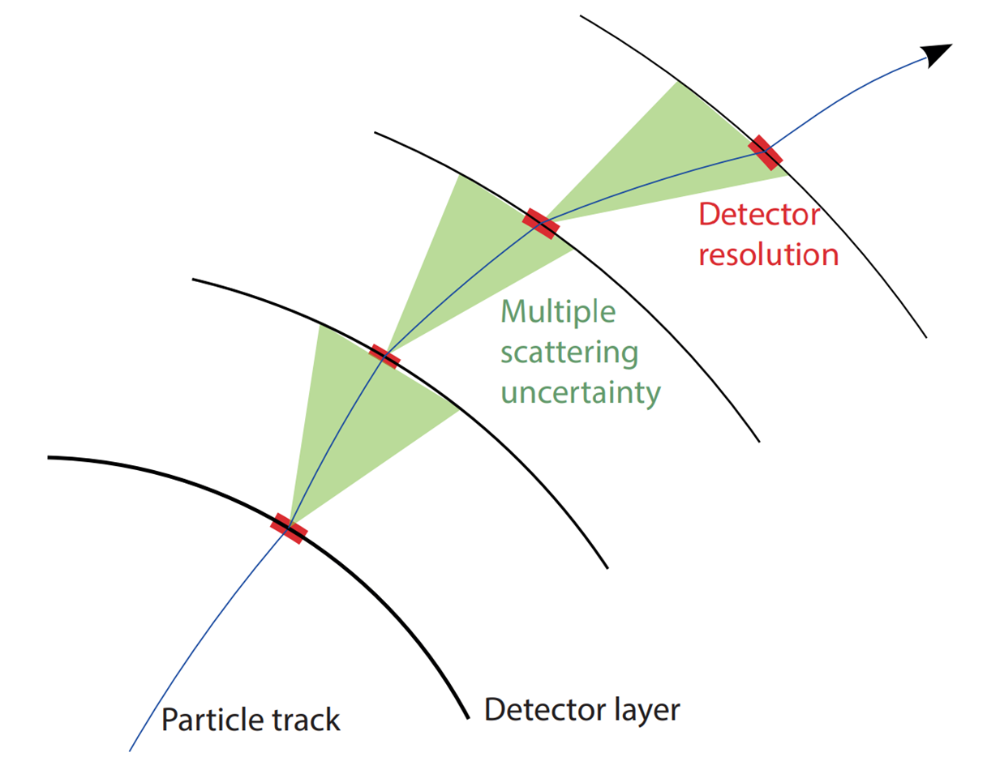 Detector
resolution
Multiple
scattering
uncertainty
Particle track
Detector layer